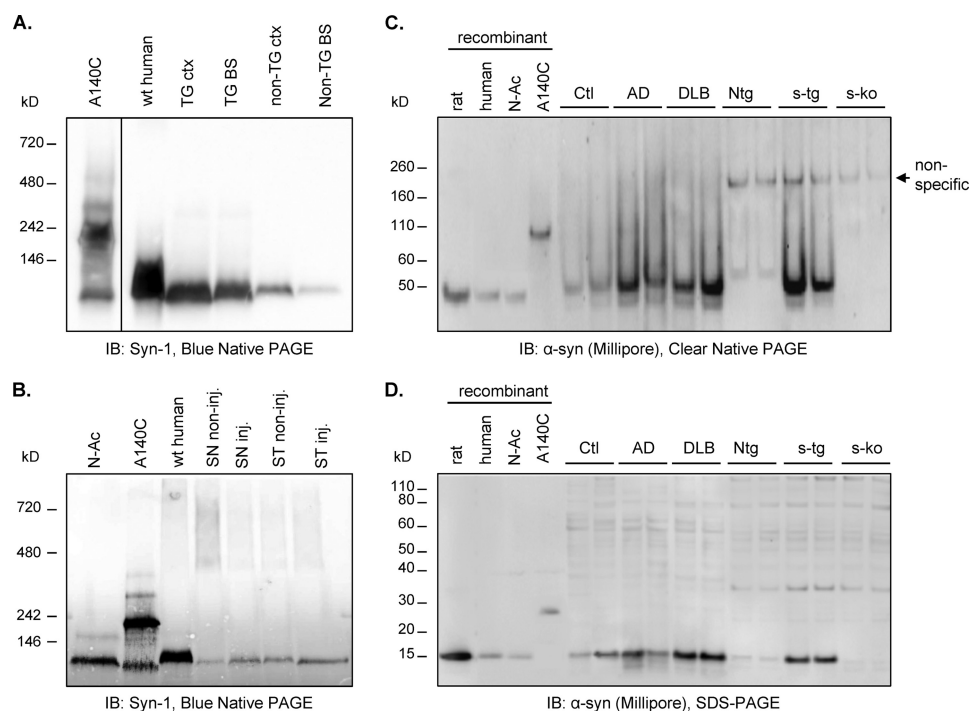 A.
kD
A140C
wt human
TG ctx
TG BS
non-TG ctx
Non-TG BS
720
480
242
146
IB: Syn-1, Blue Native PAGE
B.
kD
N-Ac
A140C
wt human
SN non-inj.
SN inj.
ST non-inj.
ST inj.
720
480
242
146
IB: Syn-1, Blue Native PAGE
C.
recombinant
kD
rat
human
N-Ac
A140C
Ctl
AD
DLB
Ntg
s-tg
s-ko
260
160
110
60
50
non-
specific
IB: α-syn (Millipore), Clear Native PAGE
D.
recombinant
kD
rat
human
N-Ac
A140C
Ctl
AD
DLB
Ntg
s-tg
s-ko
110
80
60
50
40
30
20
15
IB: α-syn (Millipore), SDS-PAGE